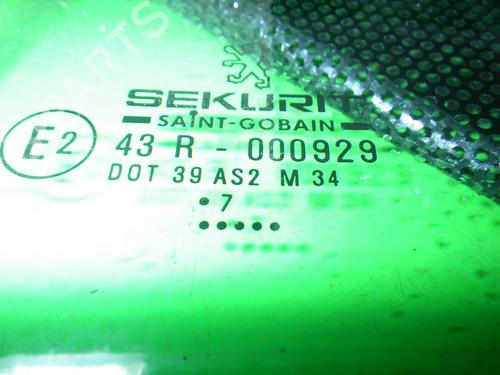 SEKURIT
SAINT-GOBAIN
E2
43 R - 000929
DOT 39 AS2 M 34
• 7
•••••